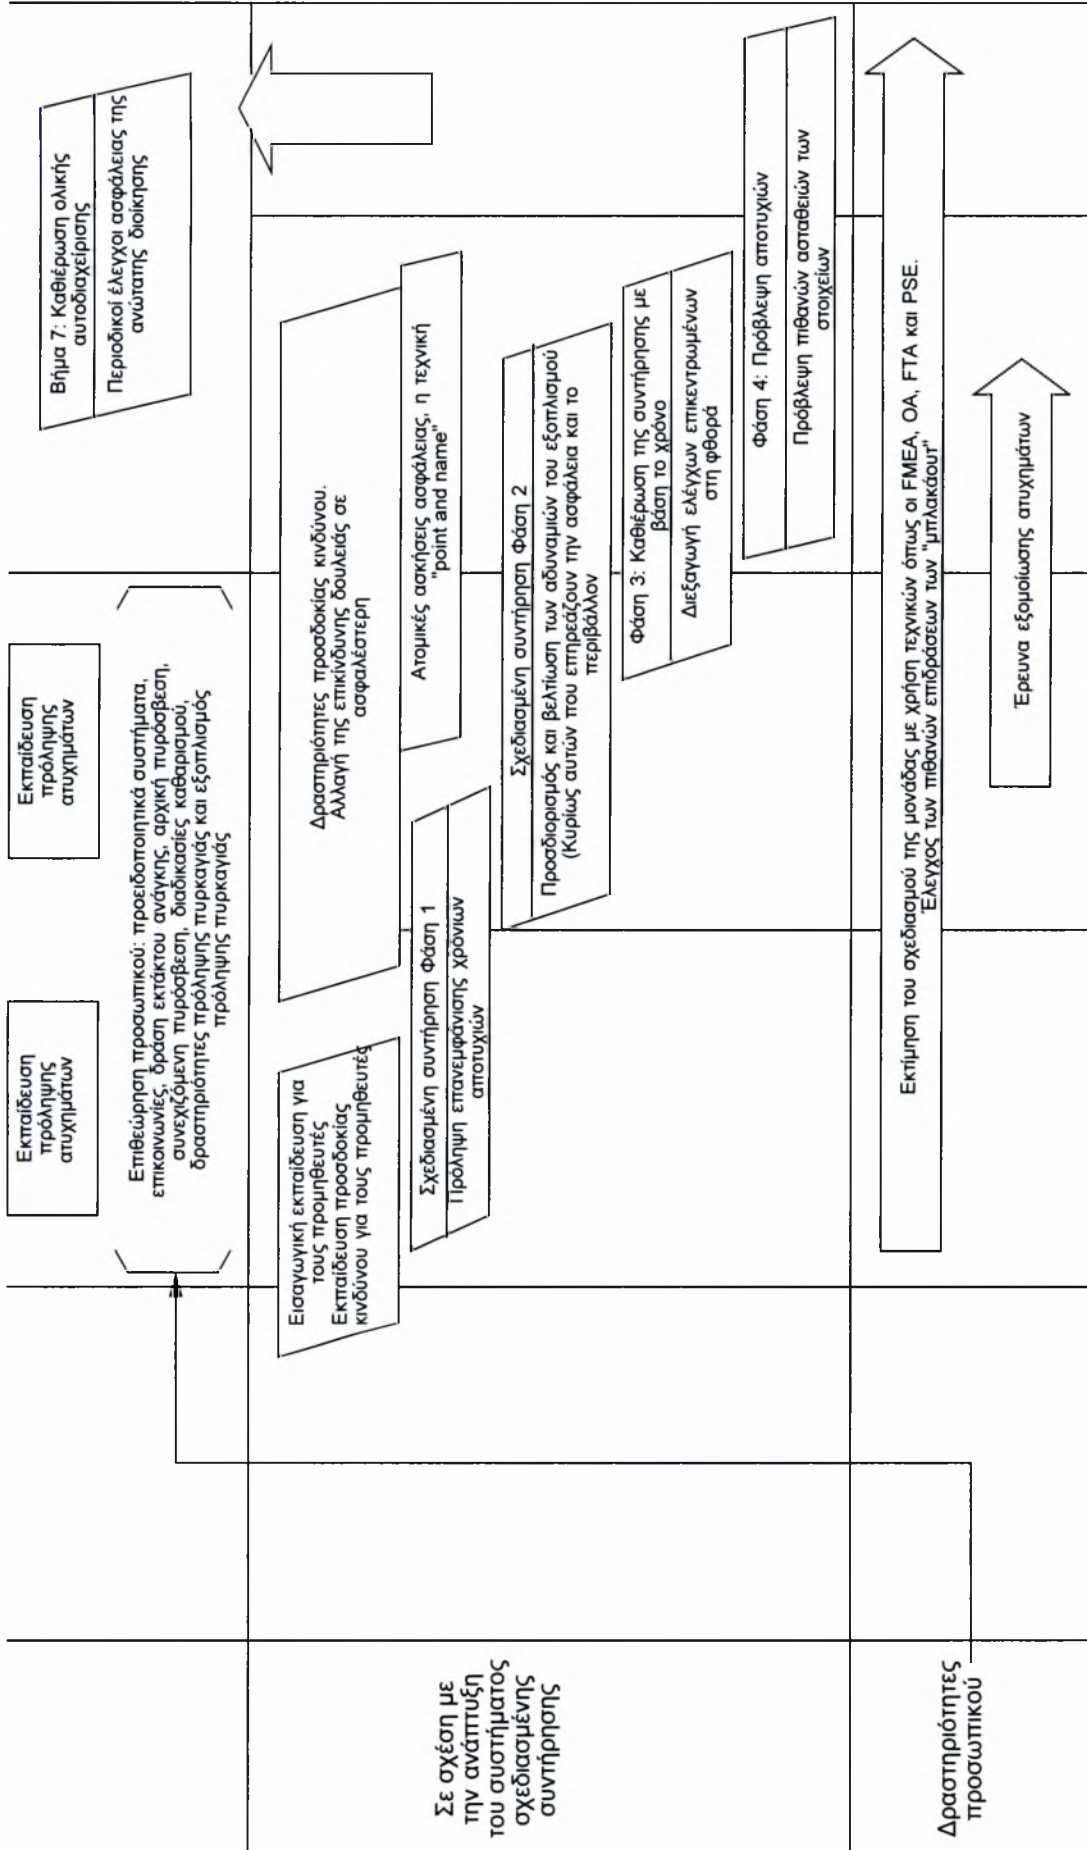 Εκπαίδευση
πρόληψης
ατυχημάτων
Εκπαίδευση
πρόληψης
ατυχημάτων
Βήμα 7: Καθιέρωση ολικής
αυτοδιαχείρισης
Περιοδικοί έλεγχοι ασφάλειας της
ανώτατης διοίκησης
Επιθεώρηση προσωπικού: προειδοποιητικά συστήματα,
επικοινωνίες, δράση εκτάκτου ανάγκης, αρχική πυρόσβεση,
συνεχιζόμενη πυρόσβεση, διαδικασίες καθαρισμού,
δραστηριότητες πρόληψης πυρκαγιάς και εξοπλισμός
πρόληψης πυρκαγιάς
Σε σχέση με
την ανάπτυξη
του συστήματος
σχεδιασμένης
συντήρησης
Εισαγωγική εκπαίδευση για
τους προμηθευτές
Εκπαίδευση προσδοκίας
κινδύνου για τους προμηθευτές
Δραστηριότητες προσδοκίας κινδύνου.
Αλλαγή της επικίνδυνης δουλειάς σε
ασφαλέστερη
Ατομικές ασκήσεις ασφάλειας, η τεχνική
"point and name"
Σχεδιασμένη συντήρηση Φάση 1
Πρόληψη επανεμφάνισης χρόνιων
αποτυχιών
Σχεδιασμένη συντήρηση Φάση 2
Προσδιορισμός και βελτίωση των αδυναμιών του εξοπλισμού
(Κυρίως αυτών που επηρεάζουν την ασφάλεια και το
περιβάλλον
Φάση 3: Καθιέρωση της συντήρησης με
βάση το χρόνο
Διεξαγωγή ελέγχων επικεντρωμένων
στη φθορά
Φάση 4: Πρόβλεψη αποτυχιών
Πρόβλεψη πιθανών ασταθειών των
στοιχείων
Δραστηριότητες
προσωπικού
Εκτίμηση του σχεδιασμού της μονάδας με χρήση τεχνικών όπως οι FMEA, OA, FTA και PSE.
Έλεγχος των πιθανών επιδράσεων των "μπλακάουτ"
Έρευνα εξομοίωσης ατυχημάτων